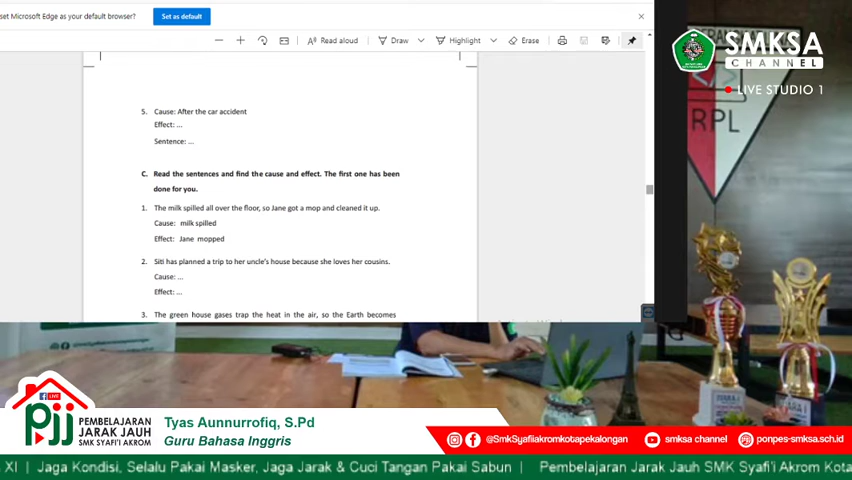 set Microsoft Edge as your default browser?
Set as default
Read aloud
Draw
Highlight
Erase
5. Cause: After the car accident
Effect: ...
Sentence: ...
C. Read the sentences and find the cause and effect. The first one has been
done for you.
1. The milk spilled all over the floor, so Jane got a mop and cleaned it up.
Cause: milk spilled
Effect: Jane mopped
2. Siti has planned a trip to her uncle's house because she loves her cousins.
Cause: ...
Effect: ...
3. The green house gases trap the heat in the air, so the Earth becomes
SMKSA
CHANNEL
LIVE STUDIO 1
RPL
LIVE
pjj
PEMBELAJARAN
JARAK JAUH
SMK SYAFI'I AKROM
Tyas Aunnurrofiq, S.Pd
Guru Bahasa Inggris
@SmkSyafiiakromkotapekalongan
smksa channel
ponpes-smksa.sch.id
XI | Jaga Kondisi, Selalu Pakai Masker, Jaga Jarak & Cuci Tangan Pakai Sabun | Pembelajaran Jarak Jauh SMK Syafi'i Akrom Kota